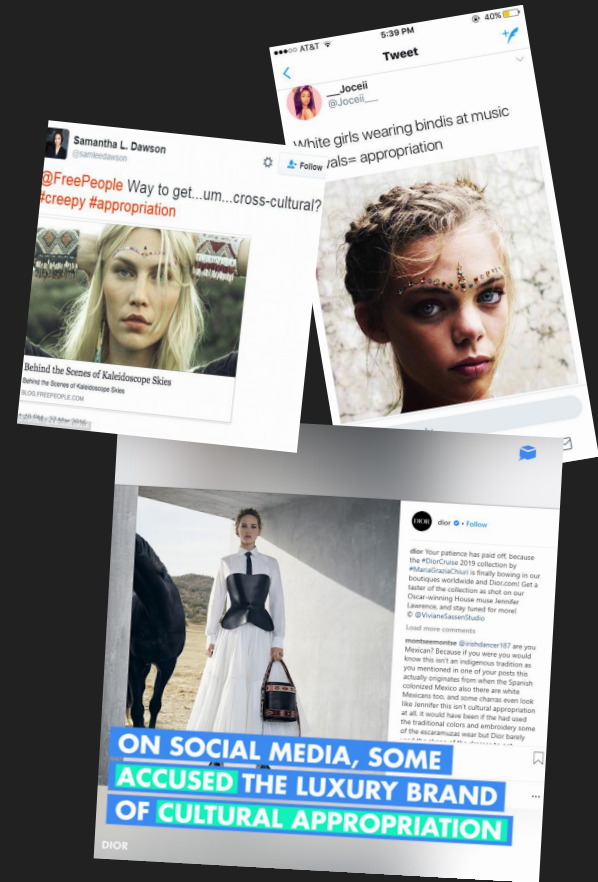 ●●●○○ AT&T
5:39 PM
40%
Tweet
___Joceii
@Joceii___
White girls wearing bindis at music
vals= appropriation
Samantha L. Dawson
@samleedawson
Follow
@FreePeople Way to get...um...cross-cultural?
#creepy #appropriation
Behind the Scenes of Kaleidoscope Skies
Behind the Scenes of Kaleidoscope Skies
BLOG.FREEPEOPLE.COM
DIOR
dior • Follow
dior Your patience has paid off, because
the #DiorCruise 2019 collection by
#MariaGraziaChiuri is finally bowing in our
boutiques worldwide and Dior.com! Get a
taster of the collection as shot on our
Oscar-winning House muse Jennifer
Lawrence, and stay tuned for more!
© @VivianeSassenStudio
Load more comments
montseemontse @irishdancer187 are you
Mexican? Because if you were you would
know this isn't an indigenous tradition as
you mentioned in one of your posts this
actually originates from when the Spanish
colonized Mexico also there are white
Mexicans too, and some charras even look
like Jennifer this isn't cultural appropriation
at all, it would have been if the had used
the traditional colors and embroidery some
of the escaramuzas wear but Dior barely
ON SOCIAL MEDIA, SOME
ACCUSED THE LUXURY BRAND
OF CULTURAL APPROPRIATION
DIOR